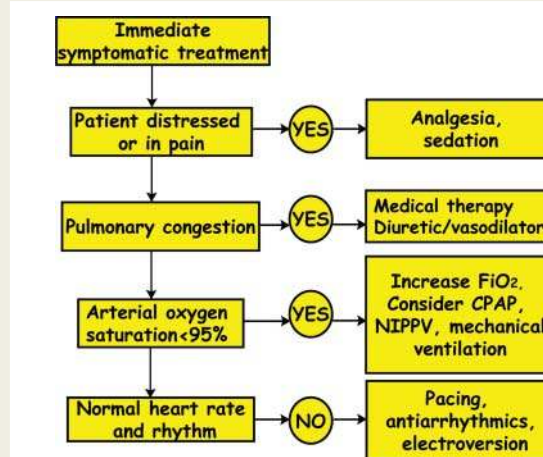 Immediate
symptomatic treatment
Patient distressed
or in pain
YES
Analgesia,
sedation
Pulmonary congestion
YES
Medical therapy
Diuretic/vasodilator
Arterial oxygen
saturation<95%
YES
Increase FiO2,
Consider CPAP,
NIPPV, mechanical
ventilation
Normal heart rate
and rhythm
NO
Pacing,
antiarrhythmics,
electroversion